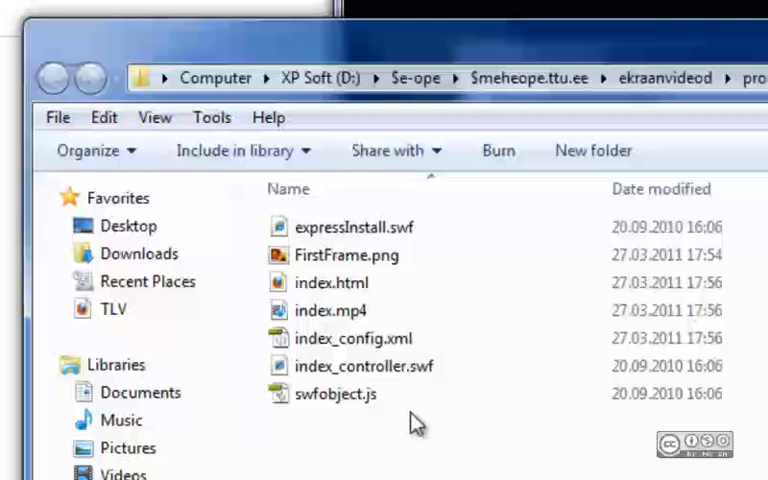 Computer XP Soft (D:) $e-ope $meheope.ttu.ee ekraanvideod pro
File Edit View Tools Help
Organize Include in library Share with Burn New folder
Name Date modified
Favorites
Desktop
Downloads
Recent Places
TLV
Libraries
Documents
Music
Pictures
Videos
expressInstall.swf 20.09.2010 16:06
FirstFrame.png 27.03.2011 17:54
index.html 27.03.2011 17:56
index.mp4 27.03.2011 17:56
index_config.xml 27.03.2011 17:56
index_controller.swf 20.09.2010 16:06
swfobject.js 20.09.2010 16:06
cc